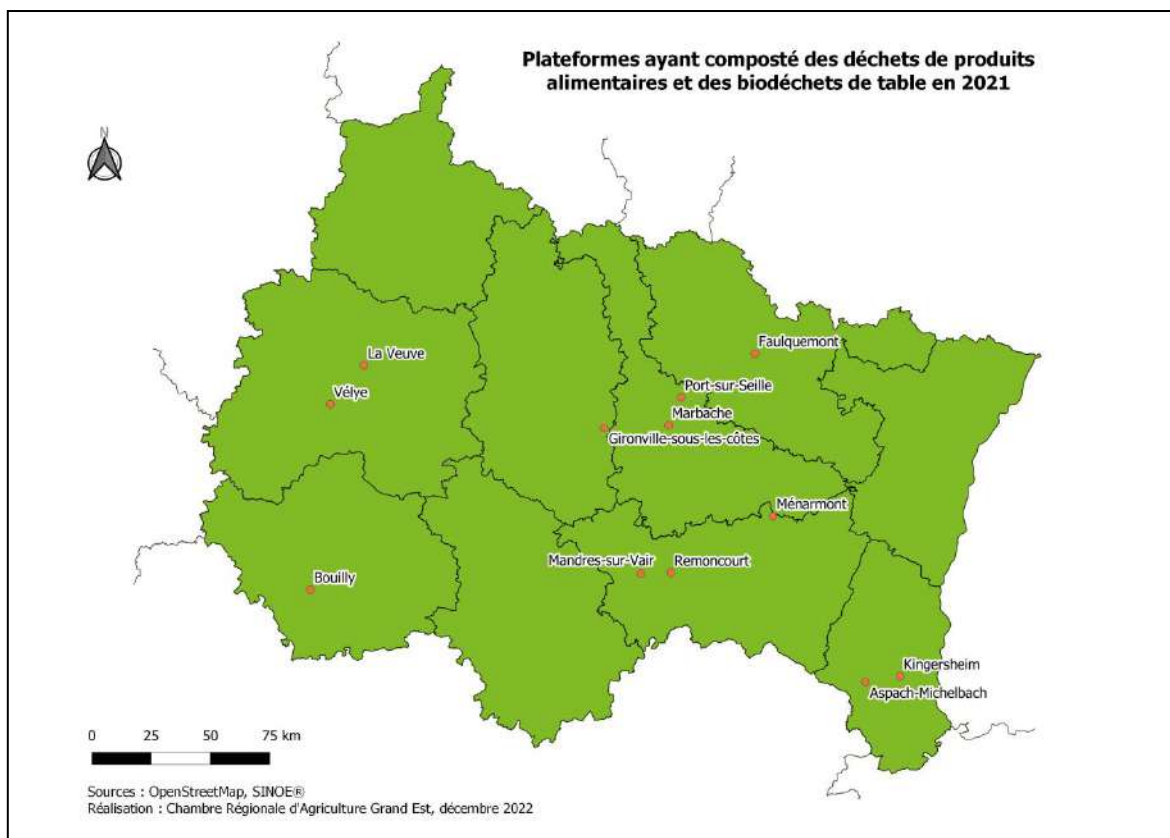 Plateformes ayant composté des déchets de produits
alimentaires et des biodéchets de table en 2021
N
Faulquemont
La Veuve
Port-sur-Seille
Vélye
Marbache
Gironville-sous-les-côtes
Ménarmont
Mandres-sur-Vair
Remoncourt
Bouilly
Kingersheim
Aspach-Michelbach
0 25 50 75 km
Sources : OpenStreetMap, SINOE®
Réalisation : Chambre Régionale d'Agriculture Grand Est, décembre 2022